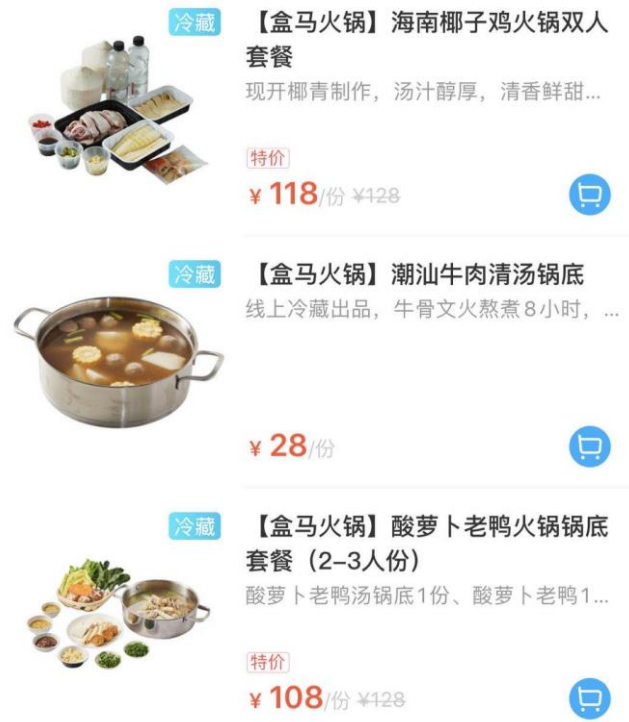 冷藏
【盒马火锅】海南椰子鸡火锅双人
套餐
现开椰青制作，汤汁醇厚，清香鲜甜...
特价
¥ 118/份 ¥128
冷藏
【盒马火锅】潮汕牛肉清汤锅底
线上冷藏出品，牛骨文火熬煮8小时，...
¥ 28/份
冷藏
【盒马火锅】酸萝卜老鸭火锅锅底
套餐（2-3人份）
酸萝卜老鸭汤锅底1份、酸萝卜老鸭1...
特价
¥ 108/份 ¥128